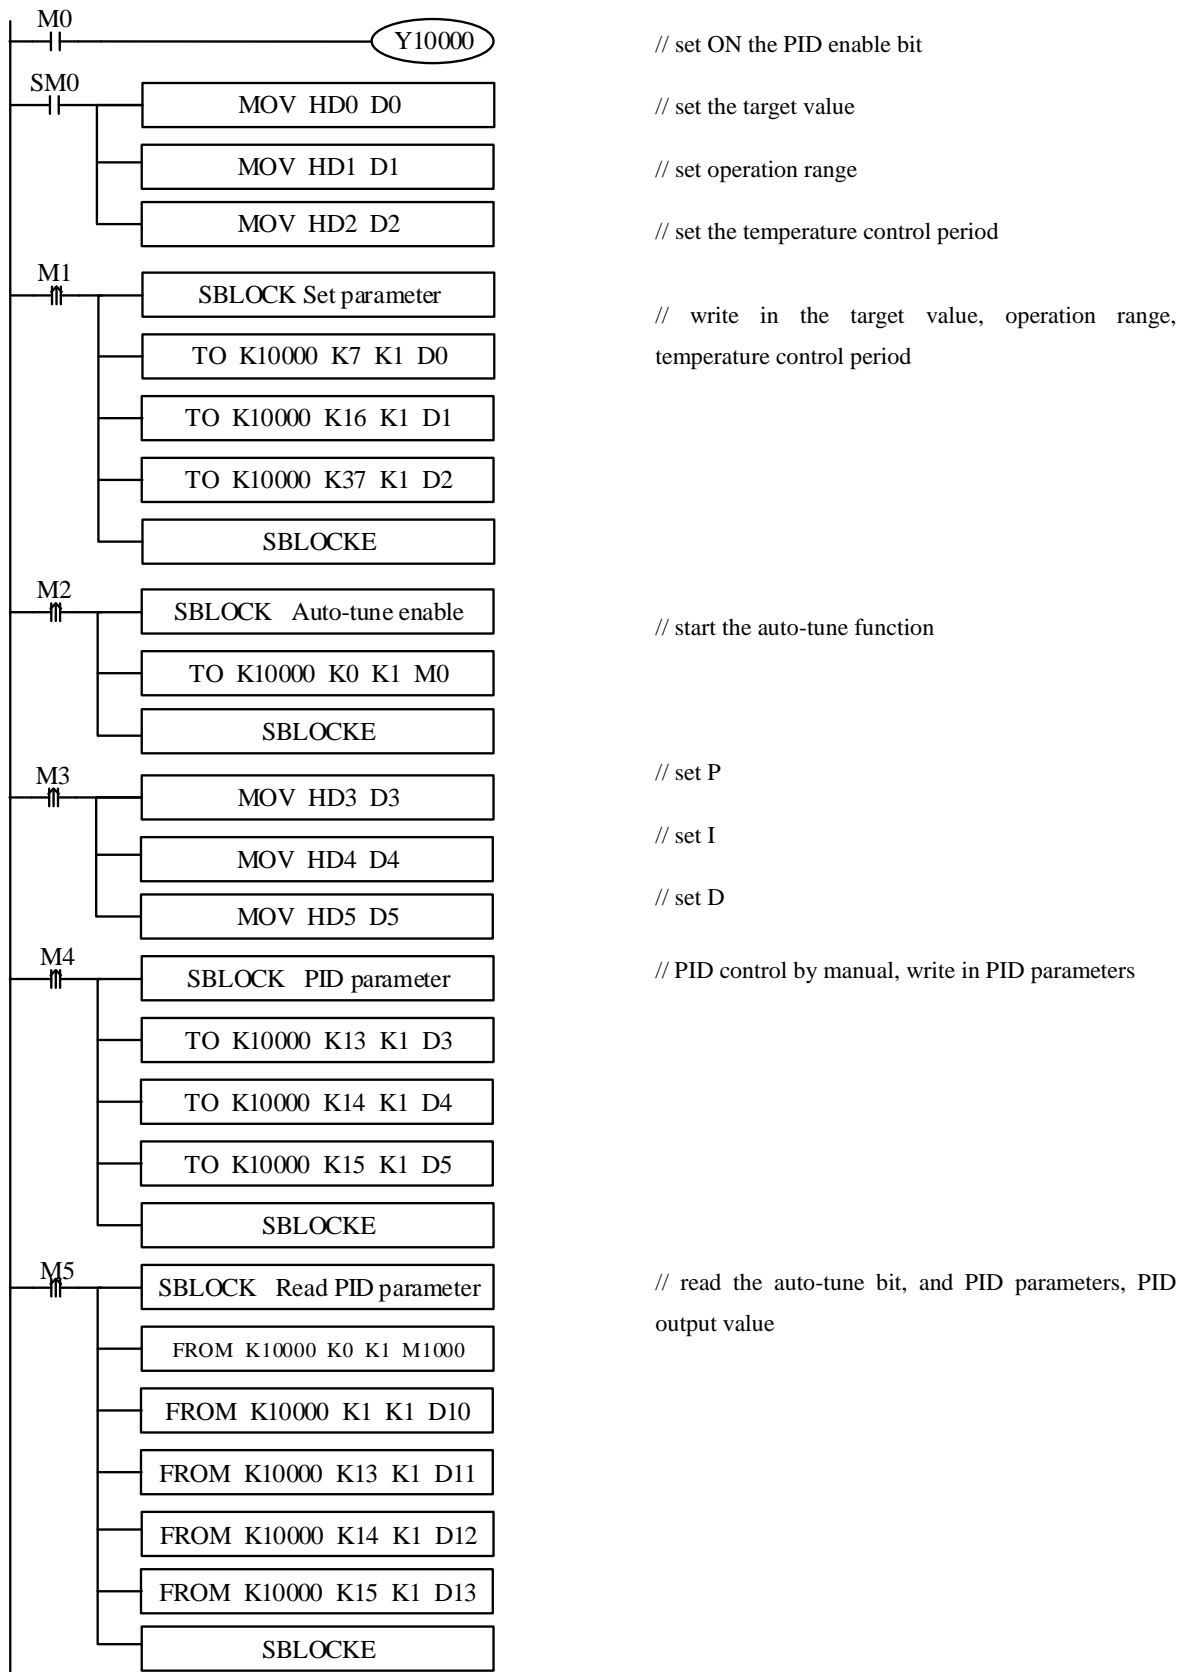 M0
Y10000
// set ON the PID enable bit
SM0
MOV HD0 D0
// set the target value
MOV HD1 D1
// set operation range
MOV HD2 D2
// set the temperature control period
M1
SBLOCK Set parameter
// write in the target value, operation range,
temperature control period
TO K10000 K7 K1 D0
TO K10000 K16 K1 D1
TO K10000 K37 K1 D2
SBLOCKE
M2
SBLOCK Auto-tune enable
// start the auto-tune function
TO K10000 K0 K1 M0
SBLOCKE
M3
// set P
MOV HD3 D3
// set I
MOV HD4 D4
// set D
MOV HD5 D5
M4
SBLOCK PID parameter
// PID control by manual, write in PID parameters
TO K10000 K13 K1 D3
TO K10000 K14 K1 D4
TO K10000 K15 K1 D5
SBLOCKE
M5
SBLOCK Read PID parameter
// read the auto-tune bit, and PID parameters, PID
output value
FROM K10000 K0 K1 M1000
FROM K10000 K1 K1 D10
FROM K10000 K13 K1 D11
FROM K10000 K14 K1 D12
FROM K10000 K15 K1 D13
SBLOCKE